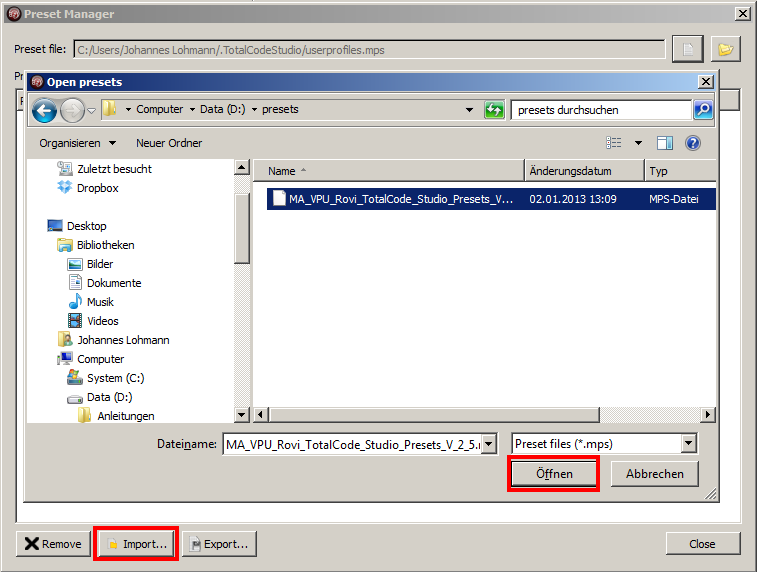 Preset Manager
Preset file: C:/Users/Johannes Lohmann/.TotalCodeStudio/userprofiles.mps
Open presets
Computer Data (D:) presets
presets durchsuchen
Organisieren Neuer Ordner
Zuletzt besucht
Dropbox
Desktop
Bibliotheken
Bilder
Dokumente
Musik
Videos
Johannes Lohmann
Computer
System (C:)
Data (D:)
Anleitungen
Name Änderungsdatum Typ
MA_VPU_Rovi_TotalCode_Studio_Presets_V... 02.01.2013 13:09 MPS-Datei
Dateiname: MA_VPU_Rovi_TotalCode_Studio_Presets_V_2_5. Preset files (*.mps)
Öffnen Abbrechen
Remove Import... Export... Close